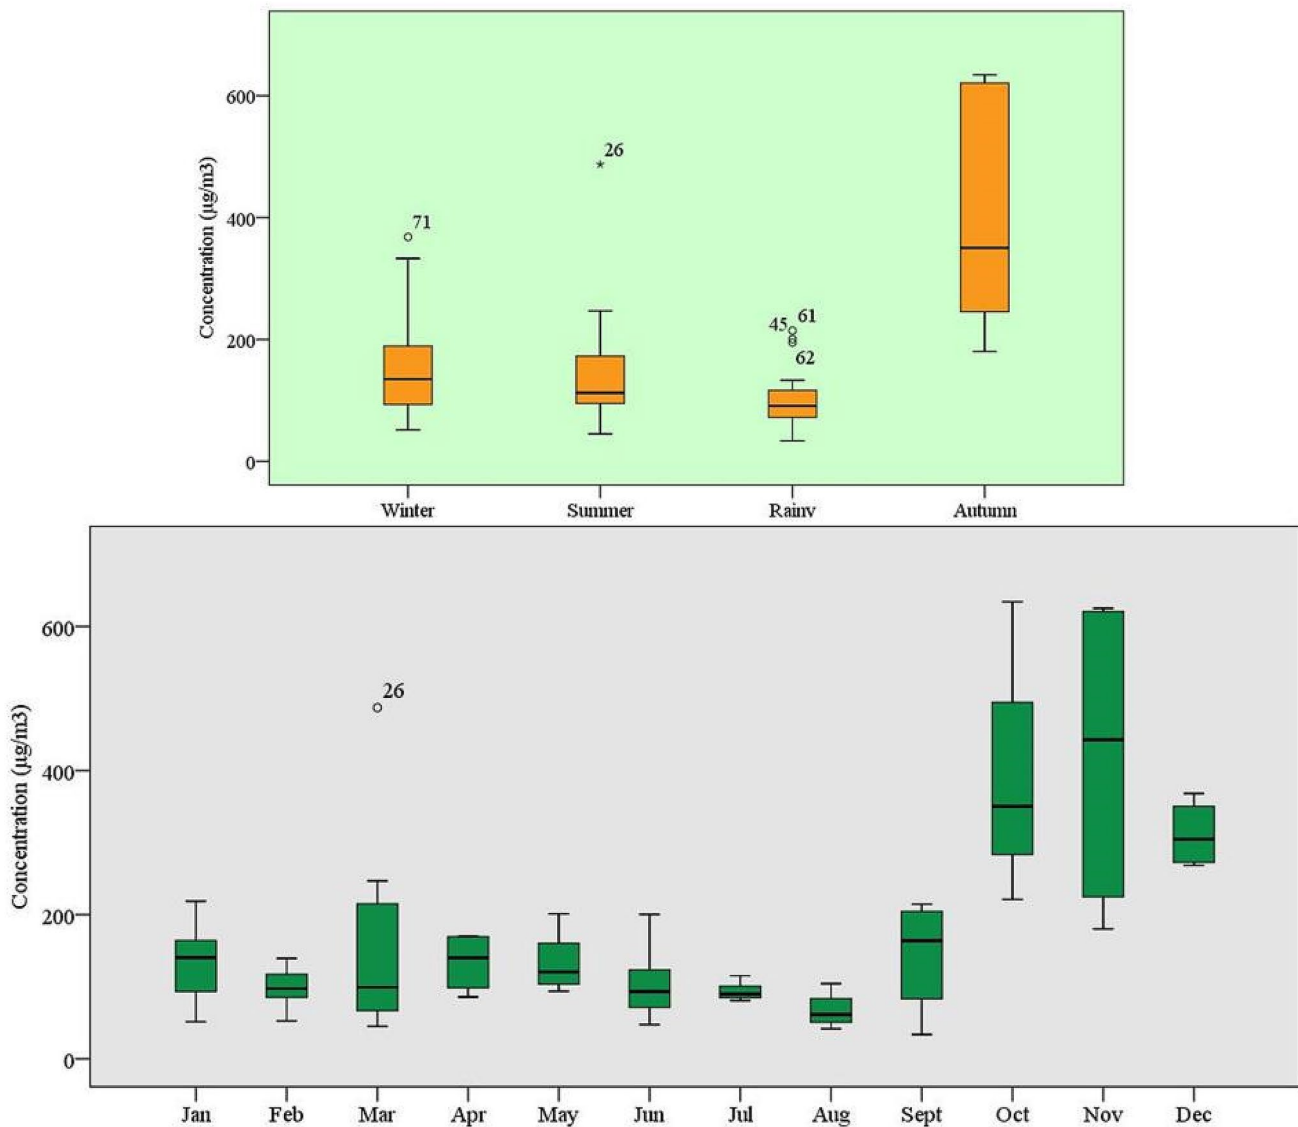 Concentration (µg/m3)
600
400
200
0
71
26
45
61
62
Winter
Summer
Rainv
Autumn
Concentration (µg/m3)
600
400
200
0
26
Jan
Feb
Mar
Apr
May
Jun
Jul
Aug
Sept
Oct
Nov
Dec